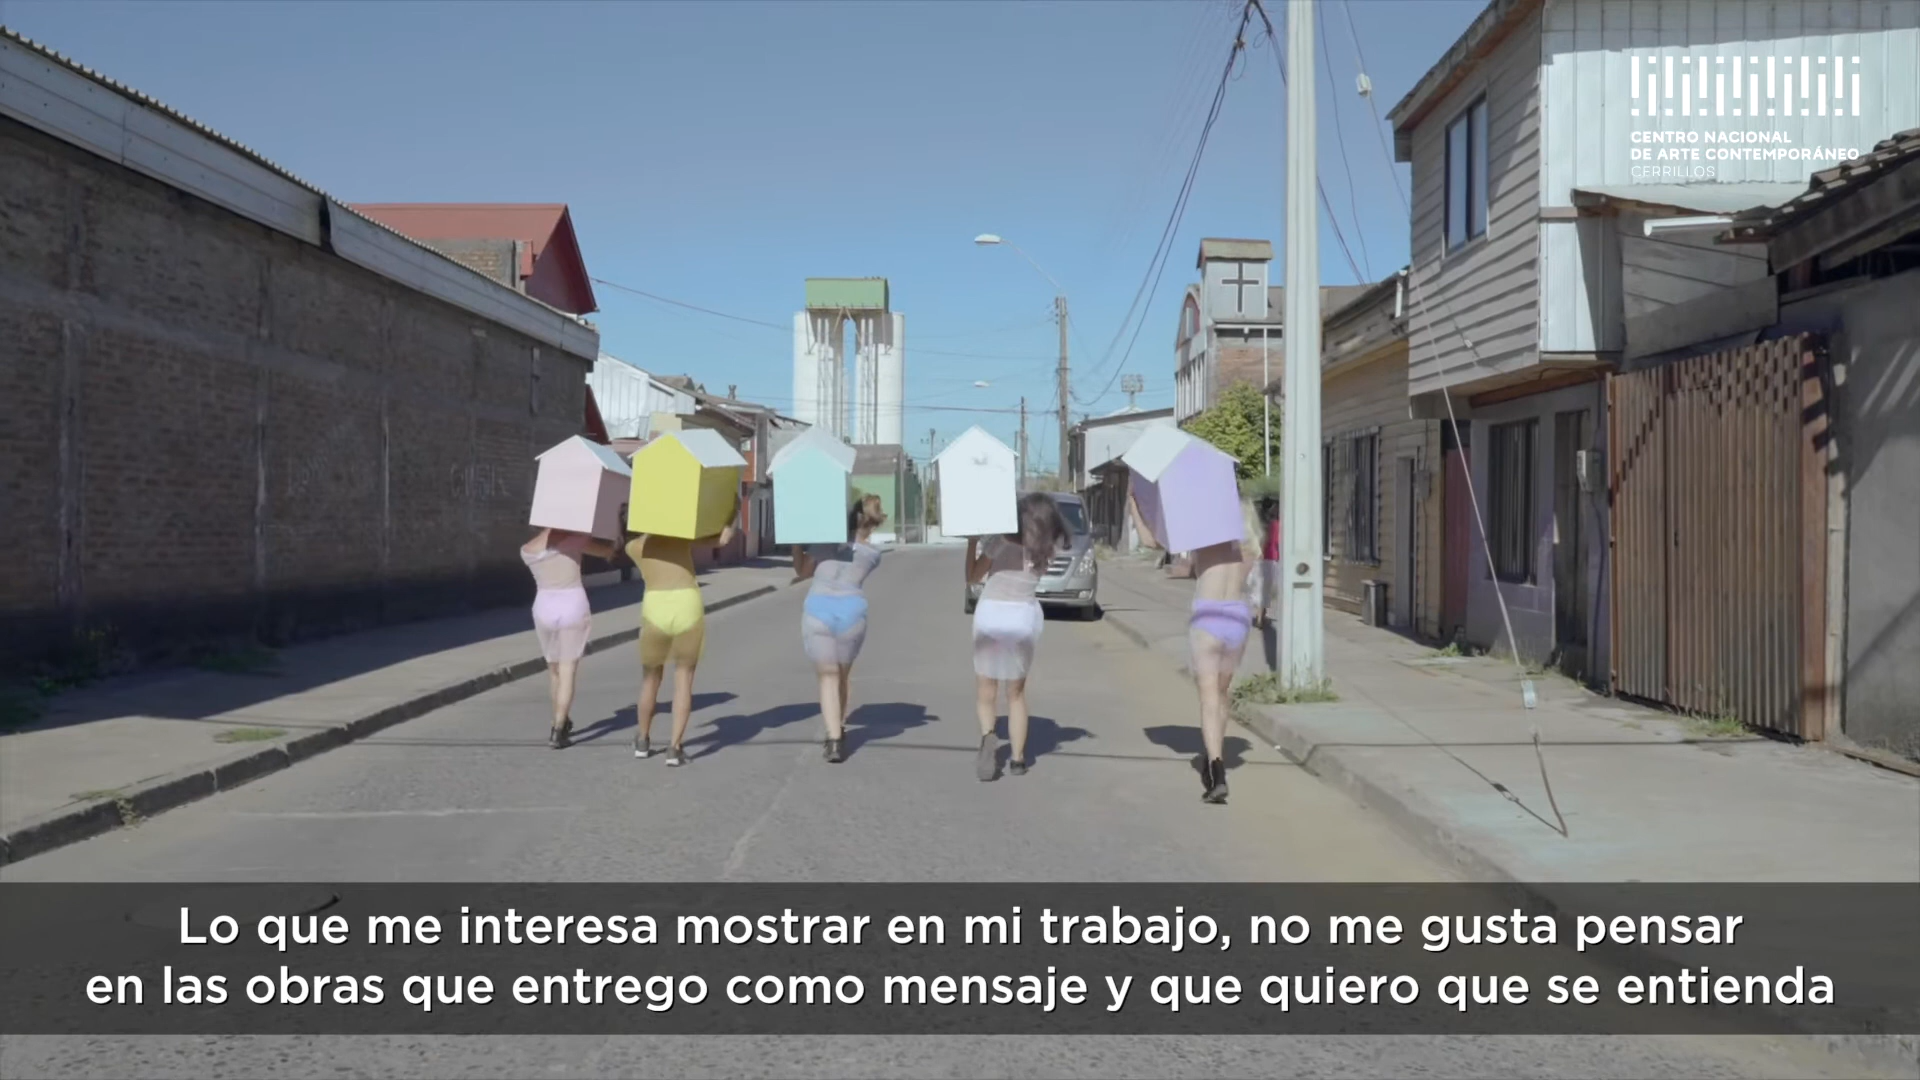 CENTRO NACIONAL
DE ARTE CONTEMPORÁNEO
CERRILLOS
Lo que me interesa mostrar en mi trabajo, no me gusta pensar
en las obras que entrego como mensaje y que quiero que se entienda